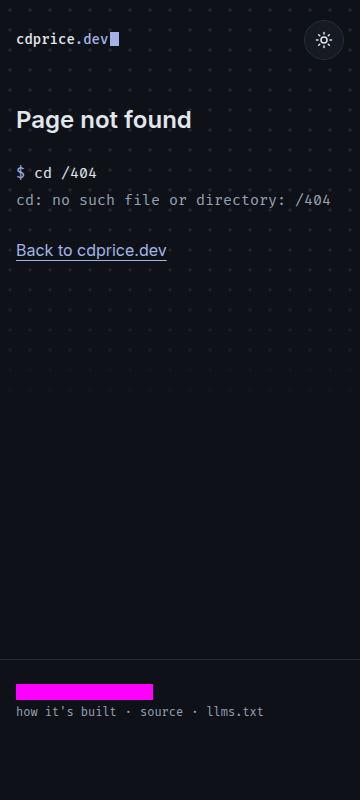 cdprice.dev
Page not found
$ cd /404
cd: no such file or directory: /404
Back to cdprice.dev
how it's built · source · llms.txt